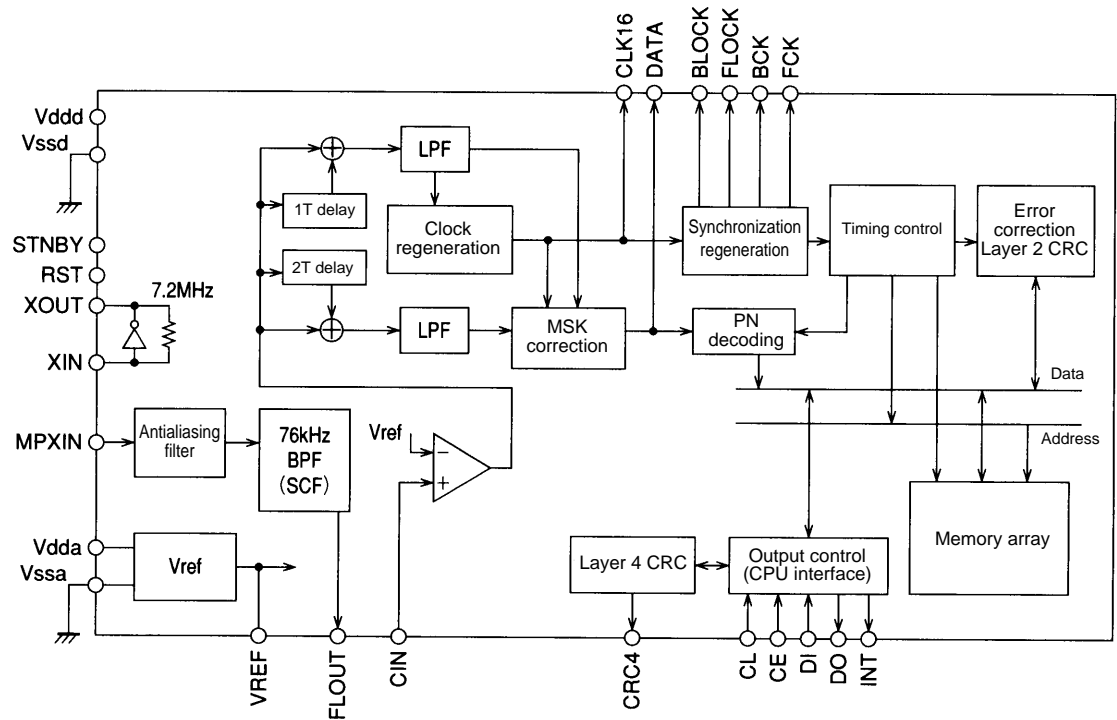 CLK16
DATA
BLOCK
FLOCK
BCK
FCK
Vddd
Vssd
STNBY
RST
XOUT
7.2MHz
XIN
MPXIN
Vdda
Vssa
LPF
1T delay
Clock
regeneration
2T delay
LPF
MSK
correction
Synchronization
regeneration
Timing control
Error
correction
Layer 2 CRC
PN
decoding
Data
Address
Antialiasing
filter
76kHz
BPF
(SCF)
Vref
−
+
Vref
Layer 4 CRC
Output control
(CPU interface)
Memory array
VREF
FLOUT
CIN
CRC4
CL
CE
DI
DO
INT